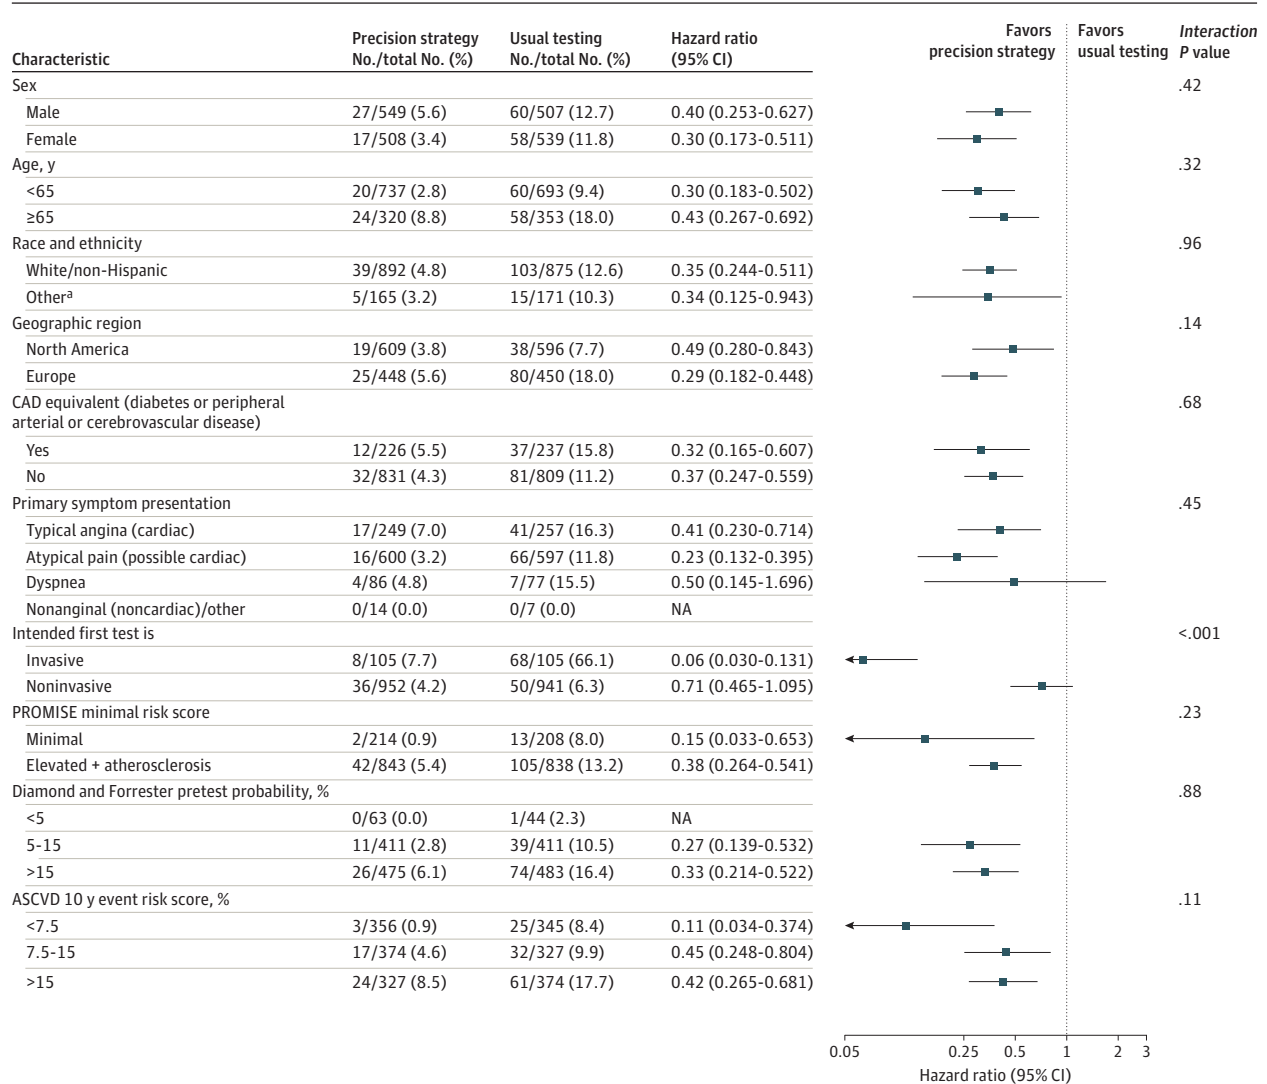 Favors precision strategy
Favors usual testing
Characteristic Precision strategy No./total No. (%) Usual testing No./total No. (%) Hazard ratio (95% CI) Interaction P value
Sex .42
Male 27/549 (5.6) 60/507 (12.7) 0.40 (0.253-0.627)
Female 17/508 (3.4) 58/539 (11.8) 0.30 (0.173-0.511)
Age, y .32
<65 20/737 (2.8) 60/693 (9.4) 0.30 (0.183-0.502)
≥65 24/320 (8.8) 58/353 (18.0) 0.43 (0.267-0.692)
Race and ethnicity .96
White/non-Hispanic 39/892 (4.8) 103/875 (12.6) 0.35 (0.244-0.511)
Otherª 5/165 (3.2) 15/171 (10.3) 0.34 (0.125-0.943)
Geographic region .14
North America 19/609 (3.8) 38/596 (7.7) 0.49 (0.280-0.843)
Europe 25/448 (5.6) 80/450 (18.0) 0.29 (0.182-0.448)
CAD equivalent (diabetes or peripheral .68
arterial or cerebrovascular disease)
Yes 12/226 (5.5) 37/237 (15.8) 0.32 (0.165-0.607)
No 32/831 (4.3) 81/809 (11.2) 0.37 (0.247-0.559)
Primary symptom presentation .45
Typical angina (cardiac) 17/249 (7.0) 41/257 (16.3) 0.41 (0.230-0.714)
Atypical pain (possible cardiac) 16/600 (3.2) 66/597 (11.8) 0.23 (0.132-0.395)
Dyspnea 4/86 (4.8) 7/77 (15.5) 0.50 (0.145-1.696)
Nonanginal (noncardiac)/other 0/14 (0.0) 0/7 (0.0) NA
Intended first test is <.001
Invasive 8/105 (7.7) 68/105 (66.1) 0.06 (0.030-0.131)
Noninvasive 36/952 (4.2) 50/941 (6.3) 0.71 (0.465-1.095)
PROMISE minimal risk score .23
Minimal 2/214 (0.9) 13/208 (8.0) 0.15 (0.033-0.653)
Elevated + atherosclerosis 42/843 (5.4) 105/838 (13.2) 0.38 (0.264-0.541)
Diamond and Forrester pretest probability, % .88
<5 0/63 (0.0) 1/44 (2.3) NA
5-15 11/411 (2.8) 39/411 (10.5) 0.27 (0.139-0.532)
>15 26/475 (6.1) 74/483 (16.4) 0.33 (0.214-0.522)
ASCVD 10 y event risk score, % .11
<7.5 3/356 (0.9) 25/345 (8.4) 0.11 (0.034-0.374)
7.5-15 17/374 (4.6) 32/327 (9.9) 0.45 (0.248-0.804)
>15 24/327 (8.5) 61/374 (17.7) 0.42 (0.265-0.681)
0.05 0.25 0.5 1 2 3
Hazard ratio (95% CI)